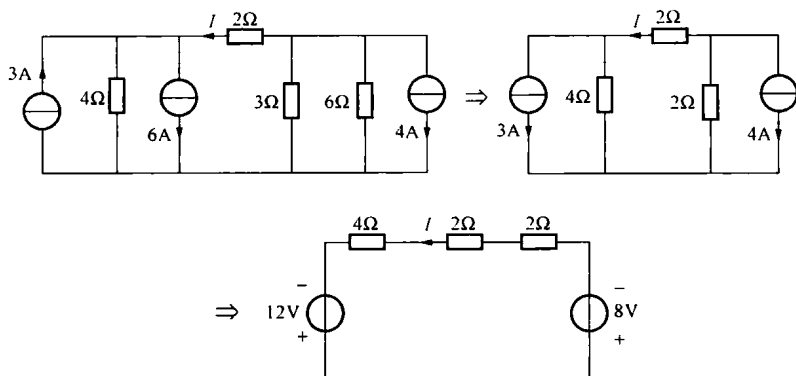 I 2Ω I 2Ω
3A 4Ω 6A 3Ω 6Ω 4A ⇒ 3A 4Ω 2Ω 4A
4Ω I 2Ω 2Ω
⇒ 12V − + − 8V +